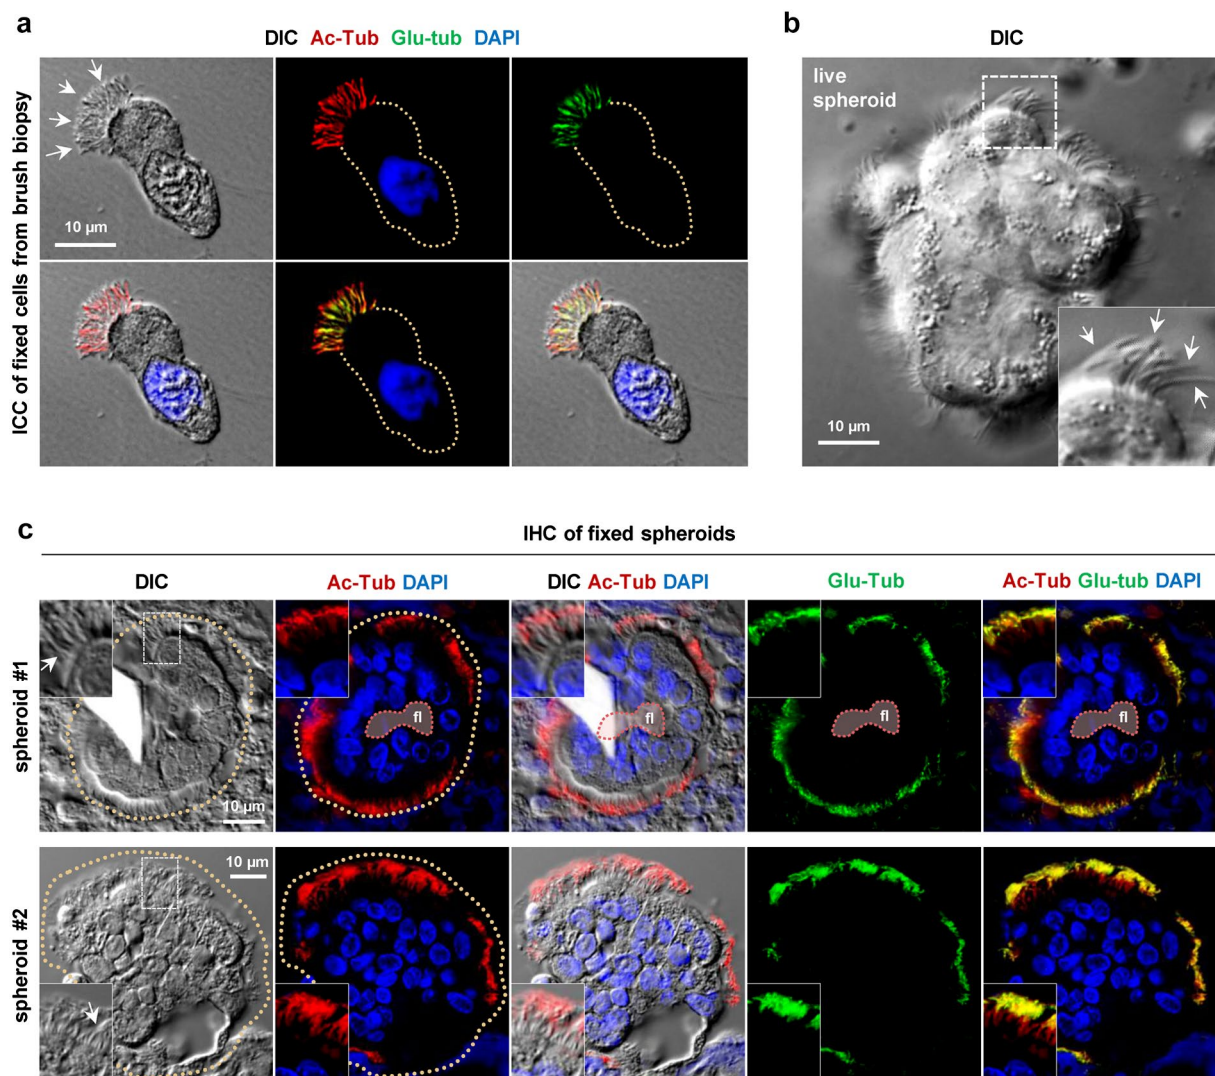 a
DIC Ac-Tub Glu-tub DAPI
ICC of fixed cells from brush biopsy
10 µm
b
DIC
live
spheroid
10 µm
c
IHC of fixed spheroids
DIC
Ac-Tub DAPI
DIC Ac-Tub DAPI
Glu-Tub
Ac-Tub Glu-tub DAPI
spheroid #1
10 µm
fl
fl
fl
fl
spheroid #2
10 µm